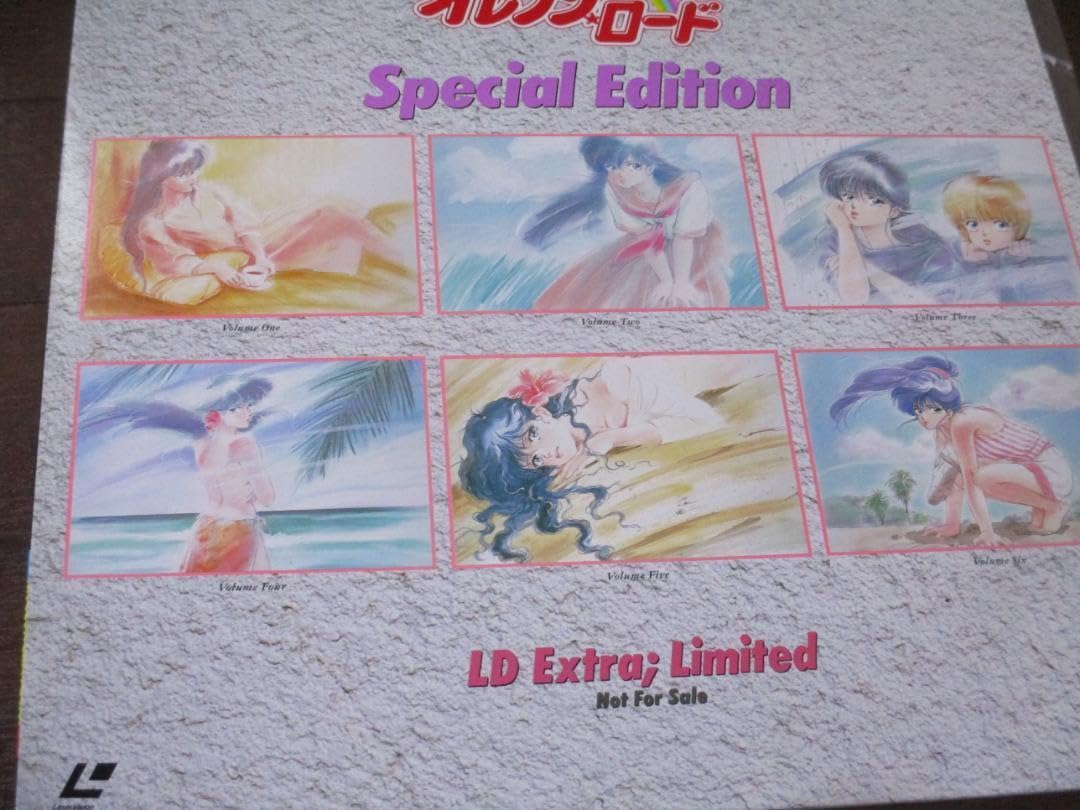 オレンジ★ロード
Special Edition
Volume One
Volume Two
Volume Three
Volume Four
Volume Five
Volume Six
LD Extra; Limited
Not For Sale